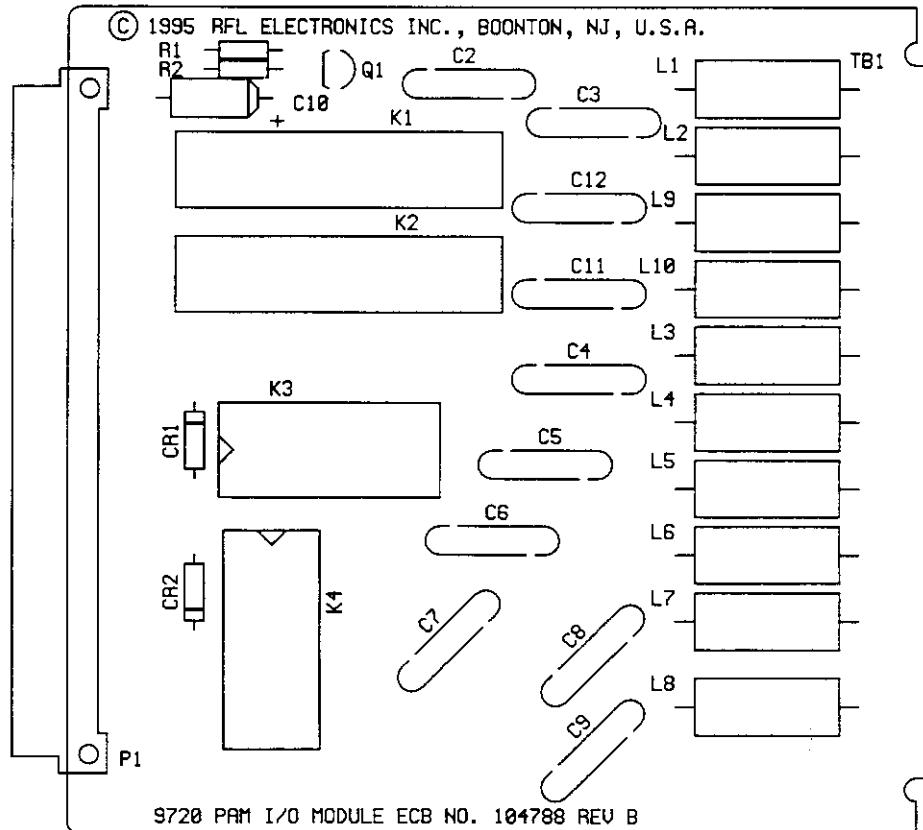 © 1995 RFL ELECTRONICS INC., BOONTON, NJ, U.S.A.
R1
R2
Q1
C2
L1
TB1
C10
+
C3
K1
L2
C12
L9
K2
C11
L10
L3
C4
K3
L4
CR1
C5
L5
C6
L6
CR2
K4
C7
C8
L7
L8
C9
P1
9720 PAM I/O MODULE ECB NO. 104788 REV B